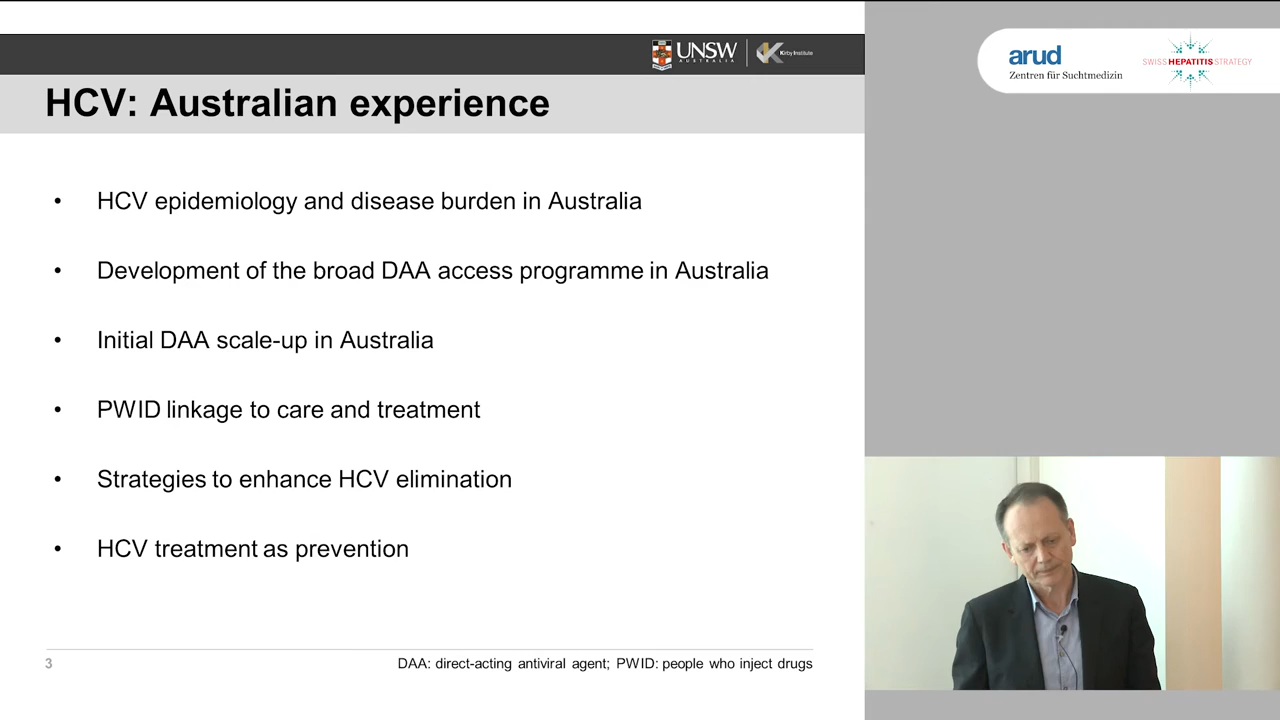 UNSW
AUSTRALIA
Kirby Institute
arud
Zentren für Suchtmedizin
SWISS HEPATITIS STRATEGY
HCV: Australian experience
• HCV epidemiology and disease burden in Australia
• Development of the broad DAA access programme in Australia
• Initial DAA scale-up in Australia
• PWID linkage to care and treatment
• Strategies to enhance HCV elimination
• HCV treatment as prevention
3
DAA: direct-acting antiviral agent; PWID: people who inject drugs